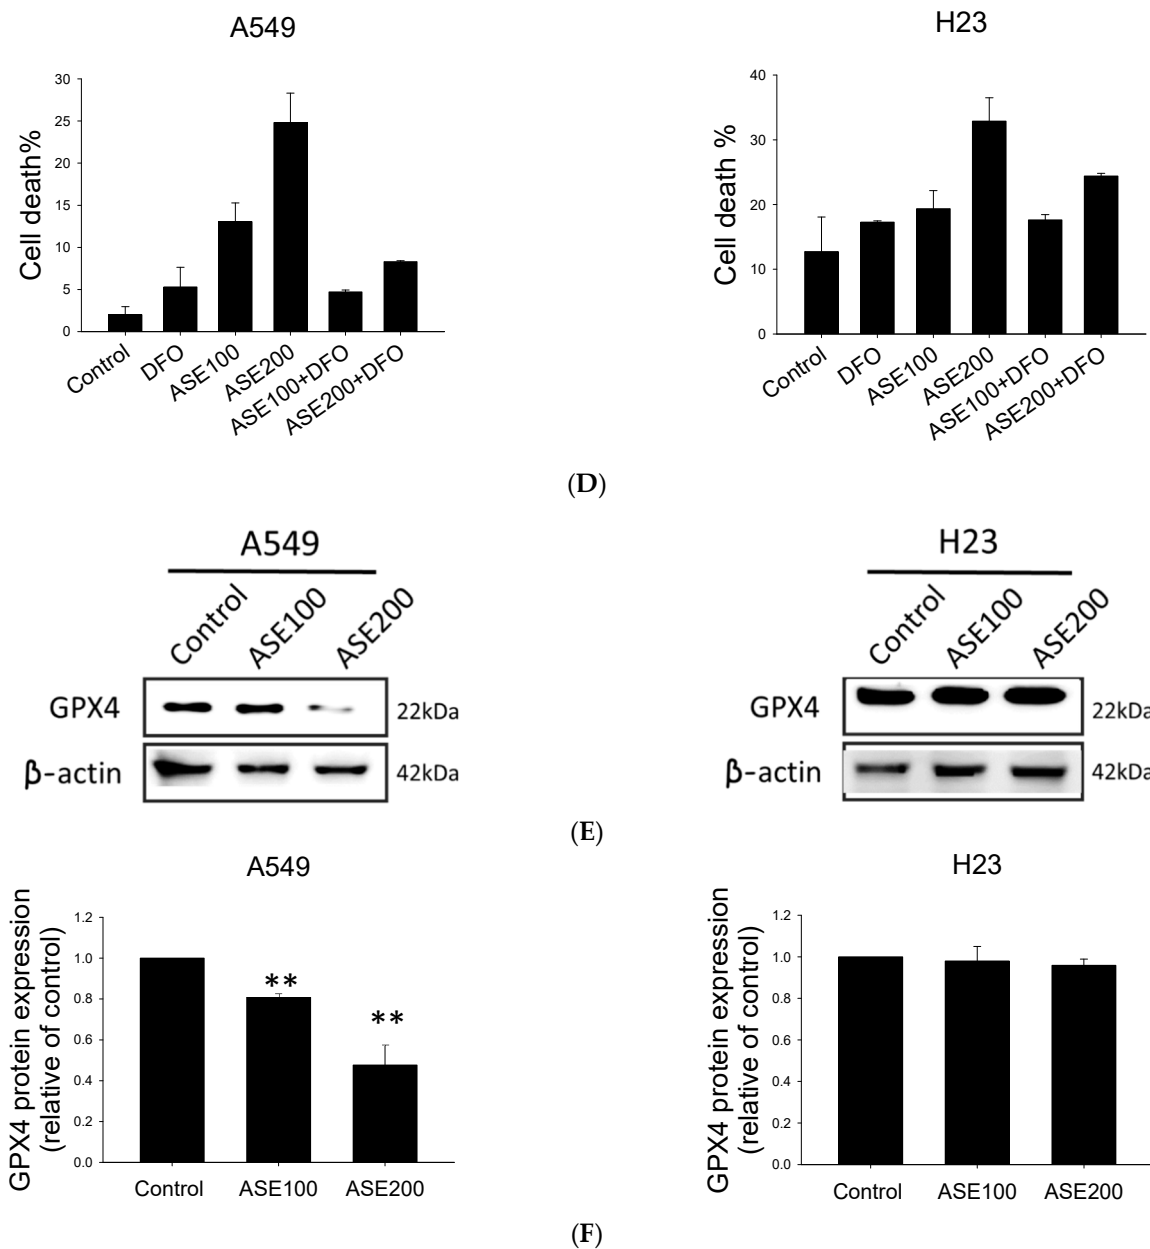 A549
H23
Cell death%
30
25
20
15
10
5
0
Control
DFO
ASE100
ASE200
ASE100+DFO
ASE200+DFO
Cell death %
40
30
20
10
0
Control
DFO
ASE100
ASE200
ASE100+DFO
ASE200+DFO
(D)
A549
Control
ASE100
ASE200
GPX4
22kDa
β-actin
42kDa
H23
Control
ASE100
ASE200
GPX4
22kDa
β-actin
42kDa
(E)
A549
GPX4 protein expression
(relative of control)
1.2
1.0
0.8
0.6
0.4
0.2
0.0
**
**
Control
ASE100
ASE200
H23
GPX4 protein expression
(relative of control)
1.2
1.0
0.8
0.6
0.4
0.2
0.0
Control
ASE100
ASE200
(F)